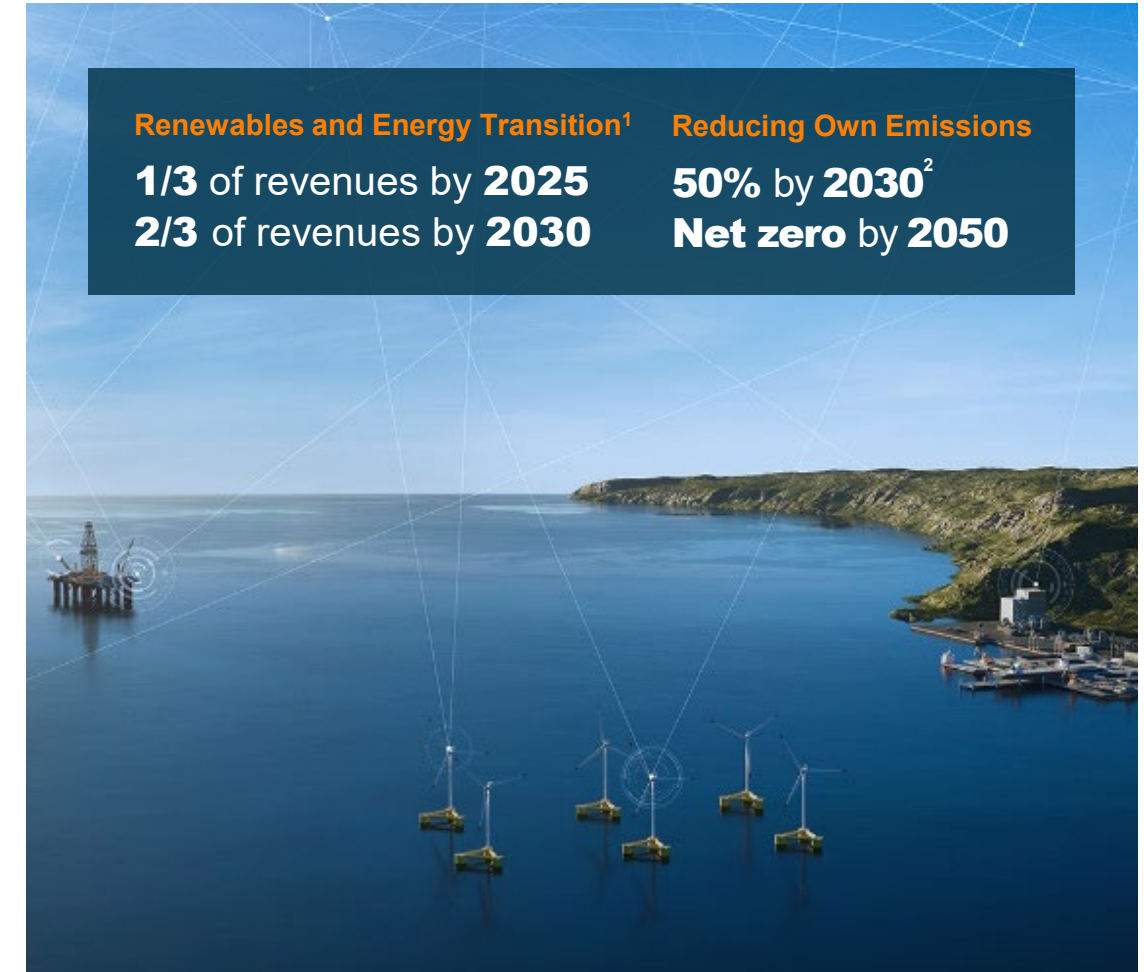 Renewables and Energy Transition¹
1/3 of revenues by 2025
2/3 of revenues by 2030
Reducing Own Emissions
50% by 2030²
Net zero by 2050